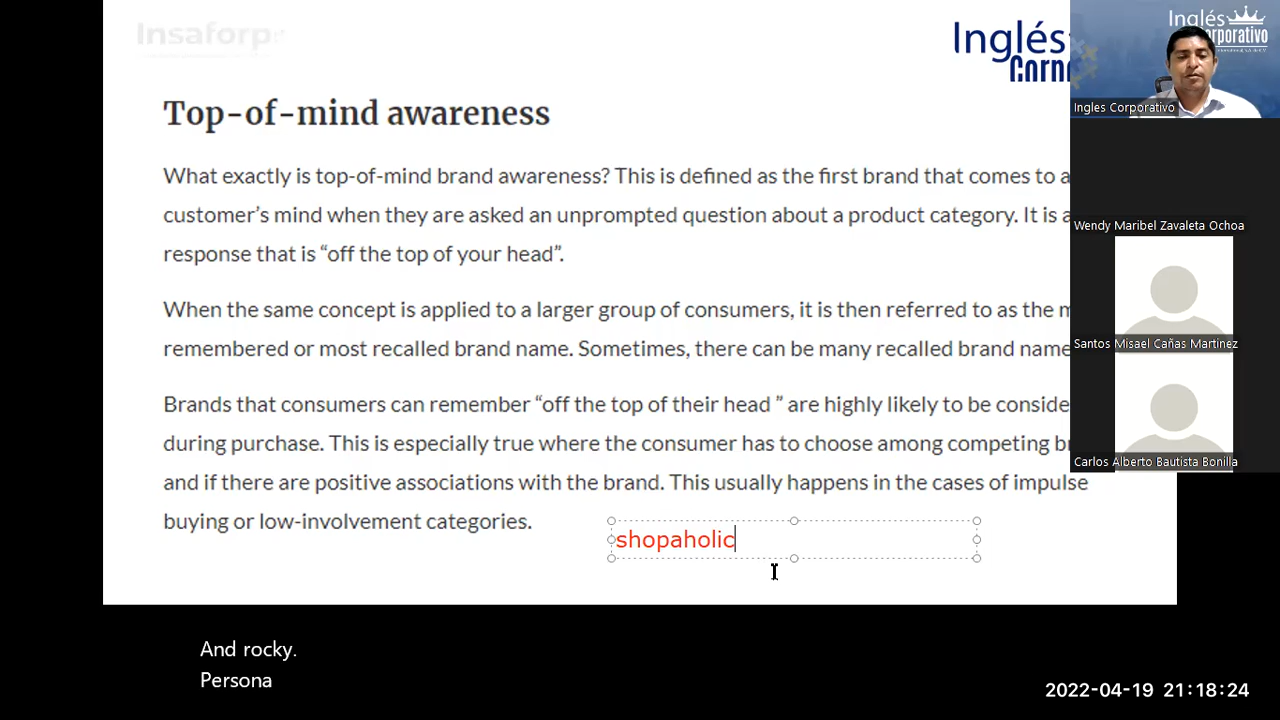 Insaforp
Inglés
Corpo
Top-of-mind awareness
What exactly is top-of-mind brand awareness? This is defined as the first brand that comes to a
customer’s mind when they are asked an unprompted question about a product category. It is a
response that is “off the top of your head”.
When the same concept is applied to a larger group of consumers, it is then referred to as the m
remembered or most recalled brand name. Sometimes, there can be many recalled brand name
Brands that consumers can remember “off the top of their head ” are highly likely to be conside
during purchase. This is especially true where the consumer has to choose among competing br
and if there are positive associations with the brand. This usually happens in the cases of impulse
buying or low-involvement categories.
shopaholic
Inglés
Corporativo
Ingles Corporativo
Wendy Maribel Zavaleta Ochoa
Santos Misael Cañas Martinez
Carlos Alberto Bautista Bonilla
And rocky.
Persona
2022-04-19 21:18:24